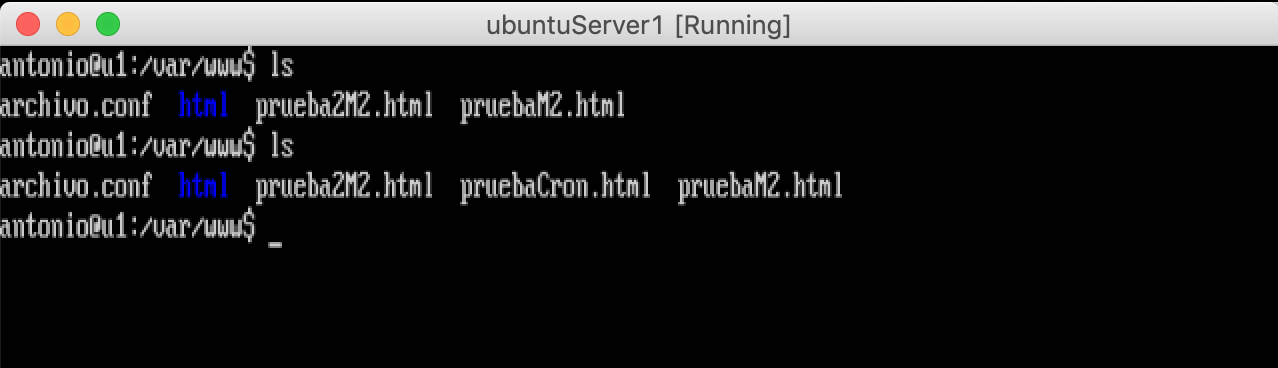 ubuntuServer1 [Running]
antonio@u1:/var/www$ ls
archivo.conf  html  prueba2M2.html  pruebaM2.html
antonio@u1:/var/www$ ls
archivo.conf  html  prueba2M2.html  pruebaCron.html  pruebaM2.html
antonio@u1:/var/www$ _